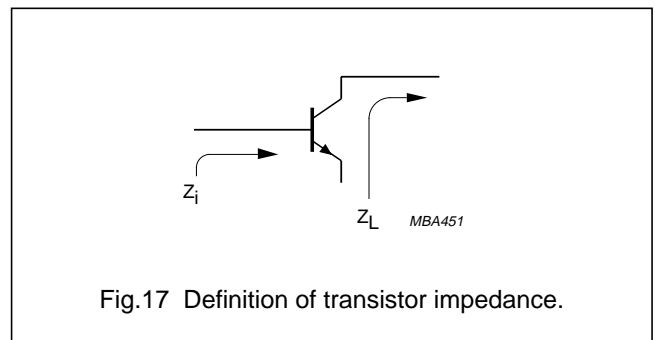 Zi
ZL
MBA451
Fig.17 Definition of transistor impedance.